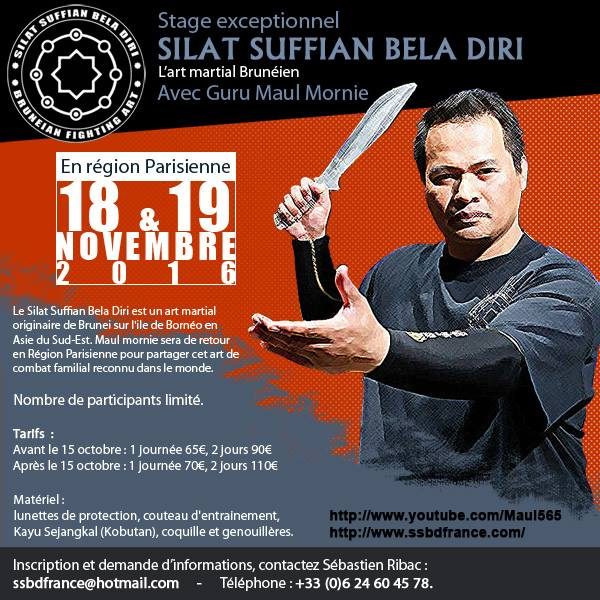 SILAT SUFFIAN BELA DIRI
BRUNEIAN FIGHTING ART
Stage exceptionnel
SILAT SUFFIAN BELA DIRI
L'art martial Brunéien
Avec Guru Maul Mornie
En région Parisienne
18 & 19
NOVEMBRE
2016
Le Silat Suffian Bela Diri est un art martial
originaire de Brunei sur l'ile de Bornéo en
Asie du Sud-Est. Maul mornie sera de retour
en Région Parisienne pour partager cet art de
combat familial reconnu dans le monde.
Nombre de participants limité.
Tarifs :
Avant le 15 octobre : 1 journée 65€, 2 jours 90€
Après le 15 octobre : 1 journée 70€, 2 jours 110€
Matériel :
lunettes de protection, couteau d'entrainement,
Kayu Sejangkal (Kobutan), coquille et genouillères.
http://www.youtube.com/Maul565
http://www.ssbdfrance.com/
Inscription et demande d'informations, contactez Sébastien Ribac :
ssbdfrance@hotmail.com - Téléphone : +33 (0)6 24 60 45 78.